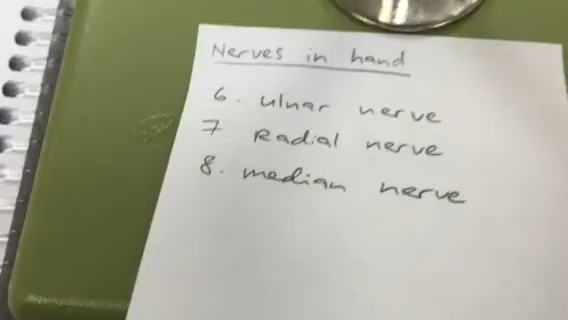 Nerves in hand
6. ulnar nerve
7 Radial nerve
8. median nerve